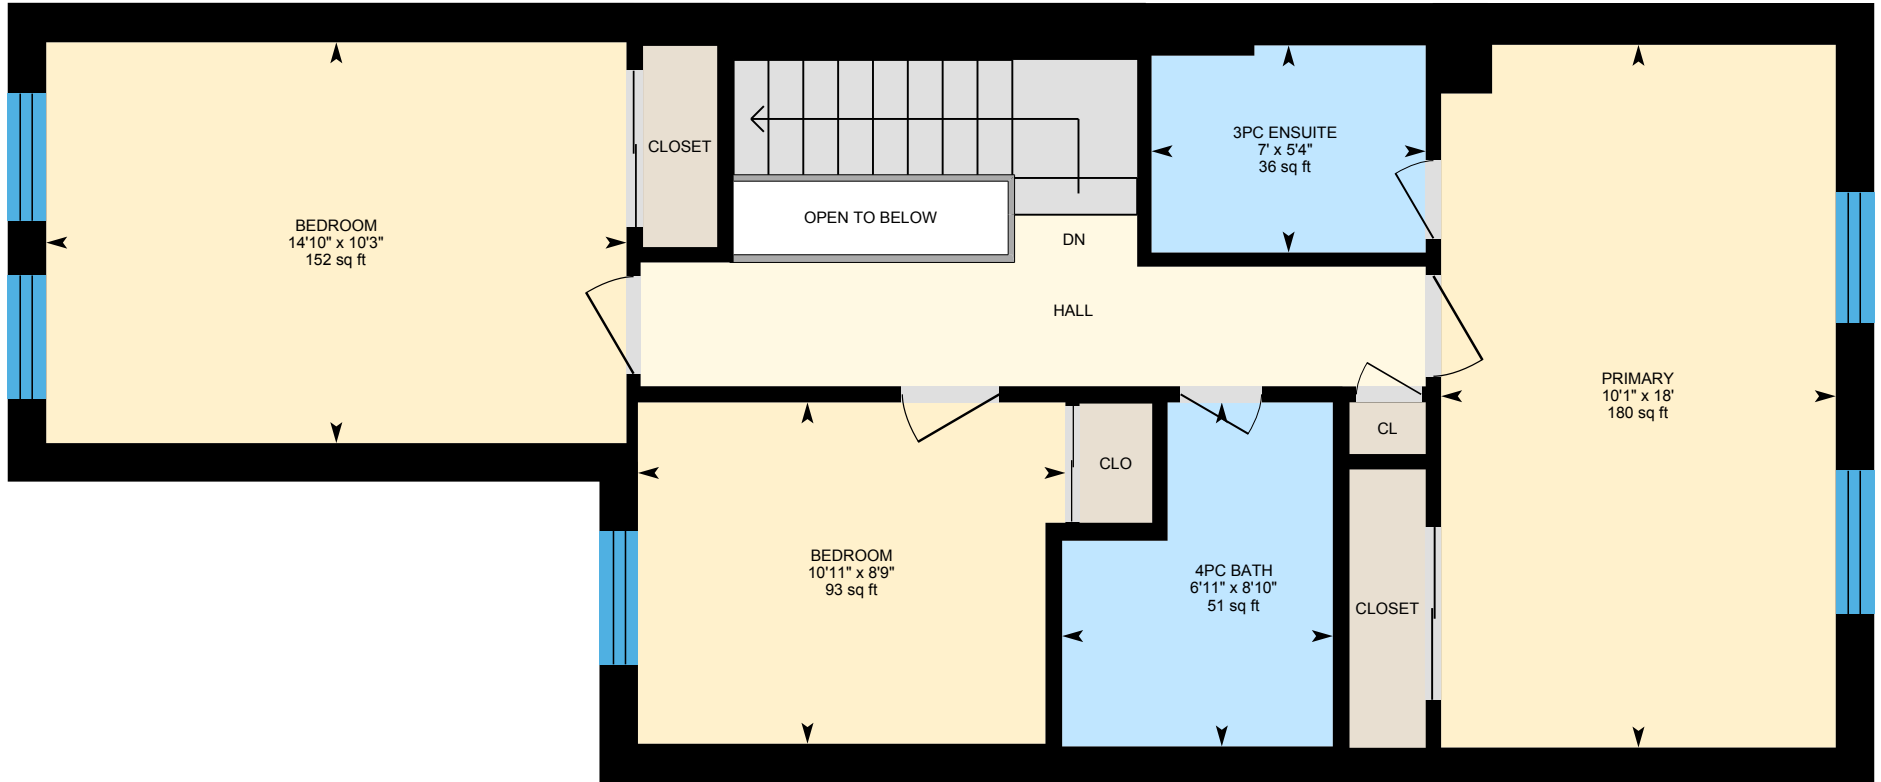 BEDROOM
14'10" x 10'3"
152 sq ft
CLOSET
OPEN TO BELOW
DN
HALL
3PC ENSUITE
7' x 5'4"
36 sq ft
PRIMARY
10'1" x 18'
180 sq ft
BEDROOM
10'11" x 8'9"
93 sq ft
CLO
4PC BATH
6'11" x 8'10"
51 sq ft
CL
CLOSET